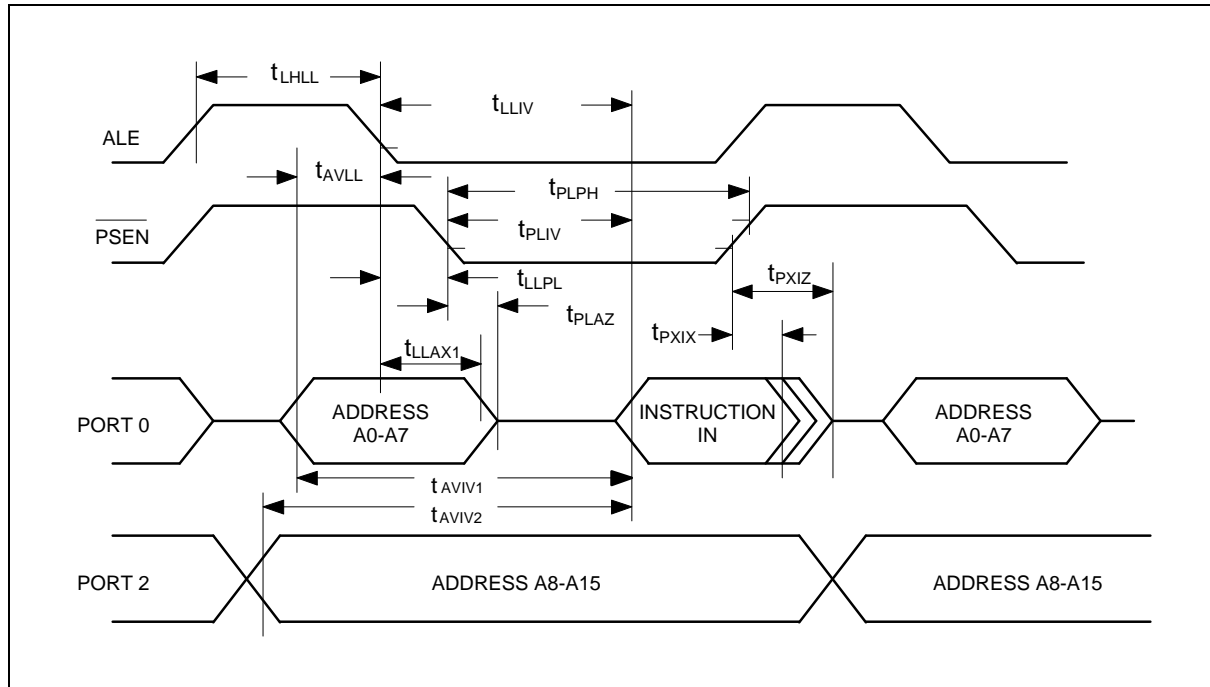 tLHLL
tLLIV
ALE
tAVLL
tPLPH
PSEN
tPLIV
tLLPL
tPXIZ
tPLAZ
tPXIX
tLLAX1
PORT 0
ADDRESS
A0-A7
INSTRUCTION
IN
ADDRESS
A0-A7
tAVIV1
tAVIV2
PORT 2
ADDRESS A8-A15
ADDRESS A8-A15